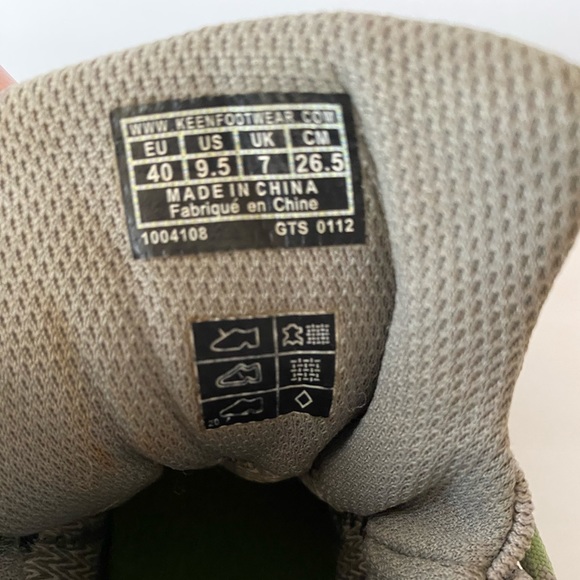 WWW.KEENFOOTWEAR.COM
EU US UK CM
40 9.5 7 26.5
MADE IN CHINA
Fabriqué en Chine
1004108 GTS 0112